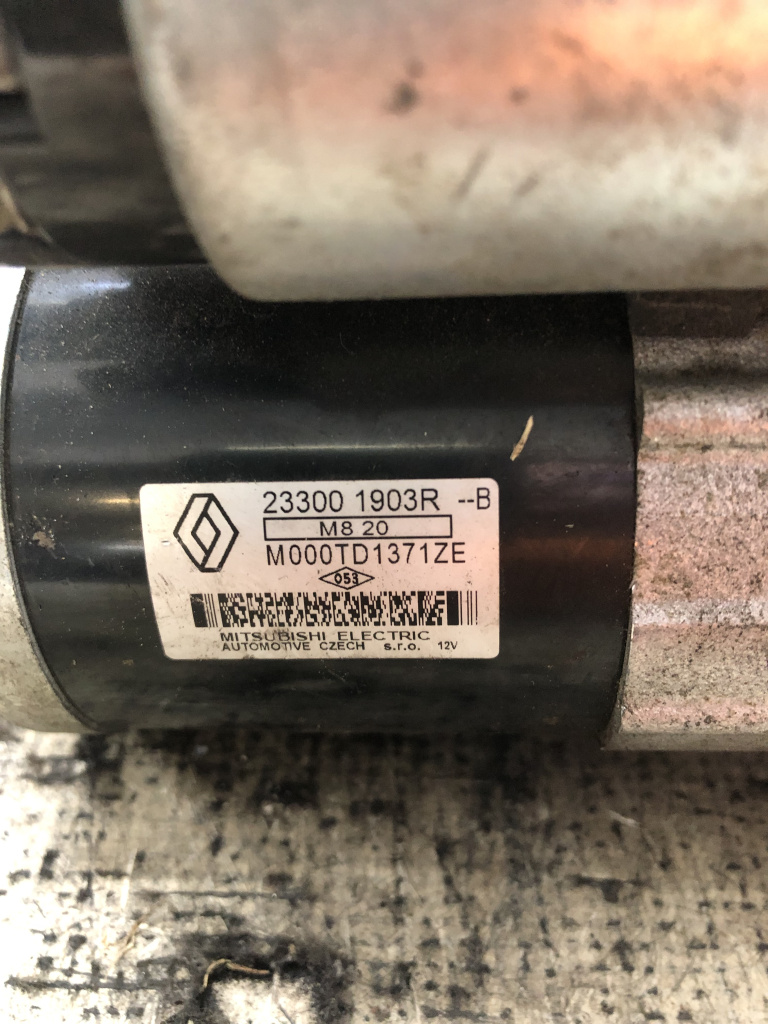 23300 1903R --B
M8 20
M000TD1371ZE
053
MITSUBISHI ELECTRIC
AUTOMOTIVE CZECH s.r.o. 12V